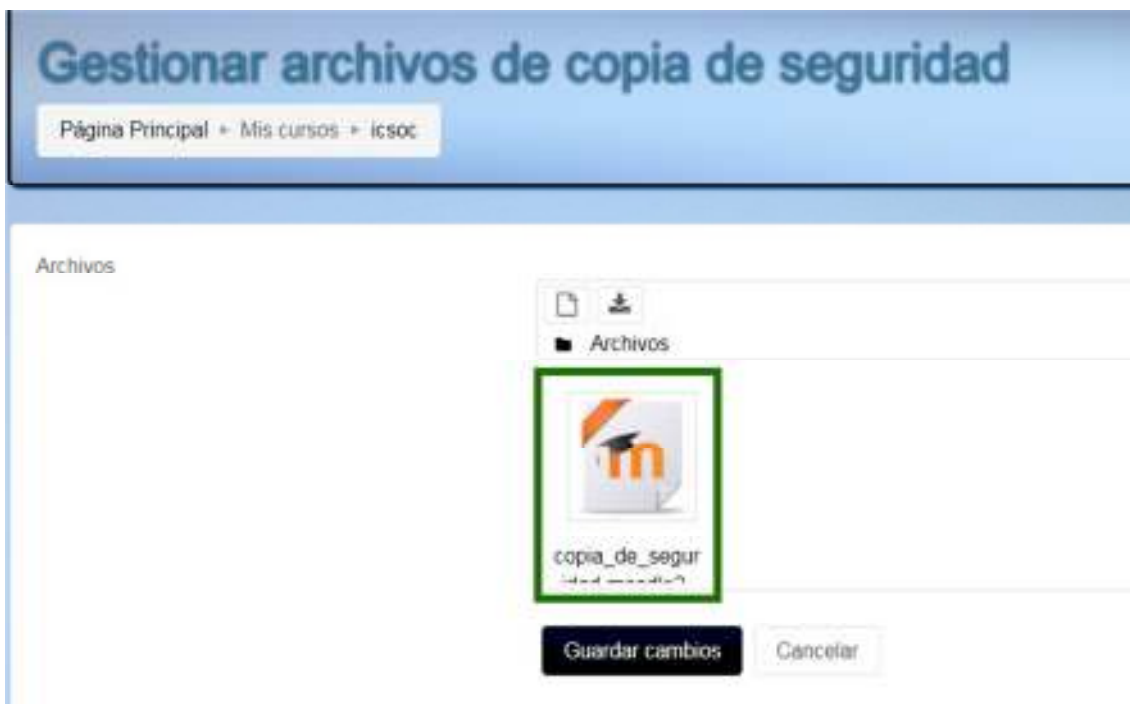 Gestionar archivos de copia de seguridad
Página Principal ▸ Mis cursos ▸ icsoc
Archivos
Archivos
m
copia_de_segur
Guardar cambios Cancelar